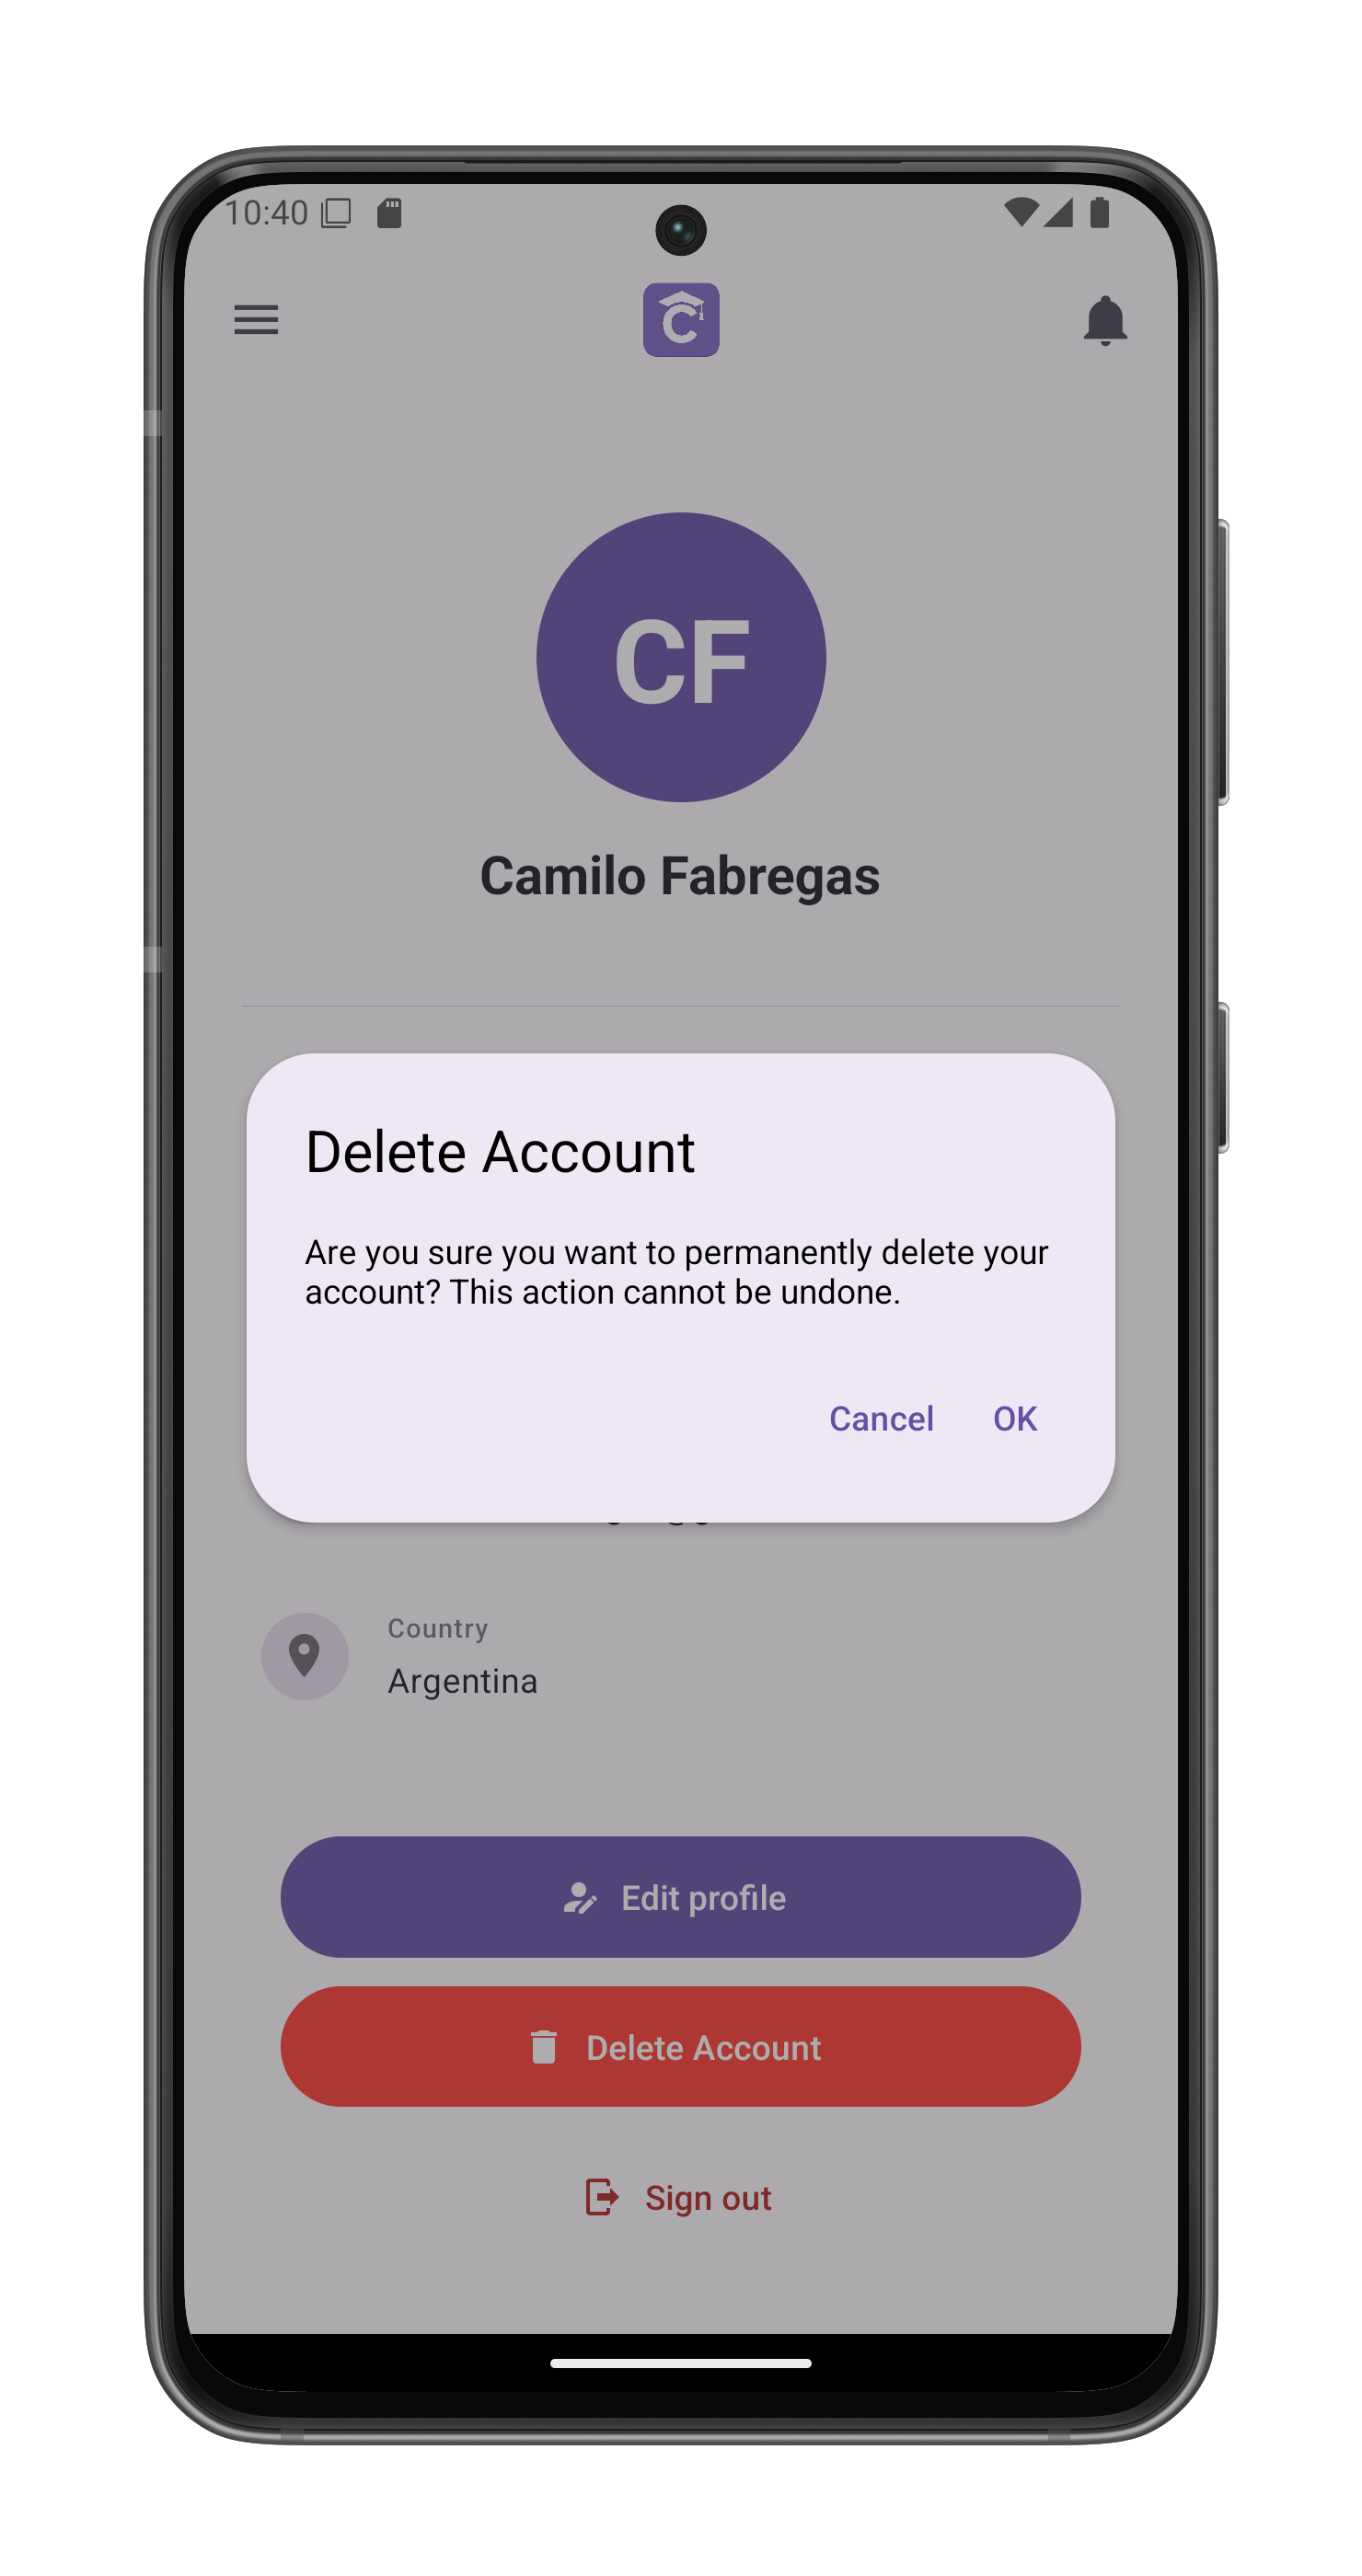 10:40
C
CF
Camilo Fabregas
Delete Account
Are you sure you want to permanently delete your
account? This action cannot be undone.
Cancel OK
Country
Argentina
Edit profile
Delete Account
Sign out